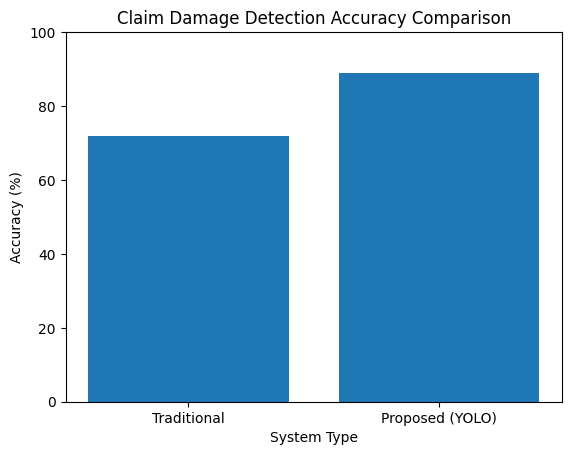 Claim Damage Detection Accuracy Comparison
100
80
60
40
20
0
Accuracy (%)
Traditional
Proposed (YOLO)
System Type